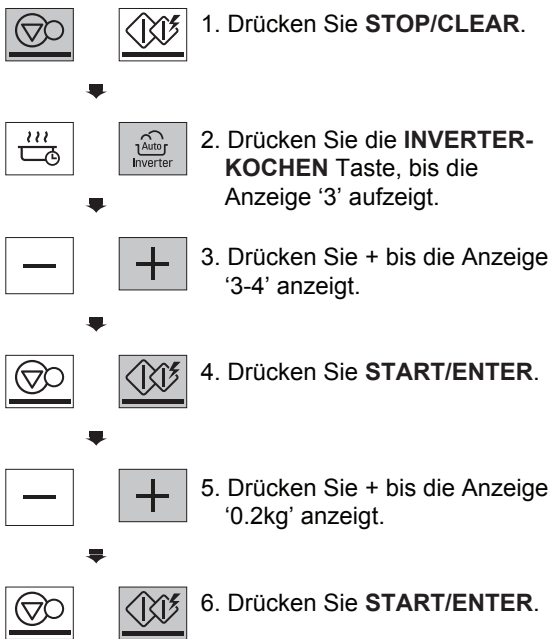 1. Drücken Sie STOP/CLEAR.
Auto
Inverter
2. Drücken Sie die INVERTER-
KOCHEN Taste, bis die
Anzeige ‘3’ aufzeigt.
3. Drücken Sie + bis die Anzeige
‘3-4’ anzeigt.
4. Drücken Sie START/ENTER.
5. Drücken Sie + bis die Anzeige
‘0.2kg’ anzeigt.
6. Drücken Sie START/ENTER.